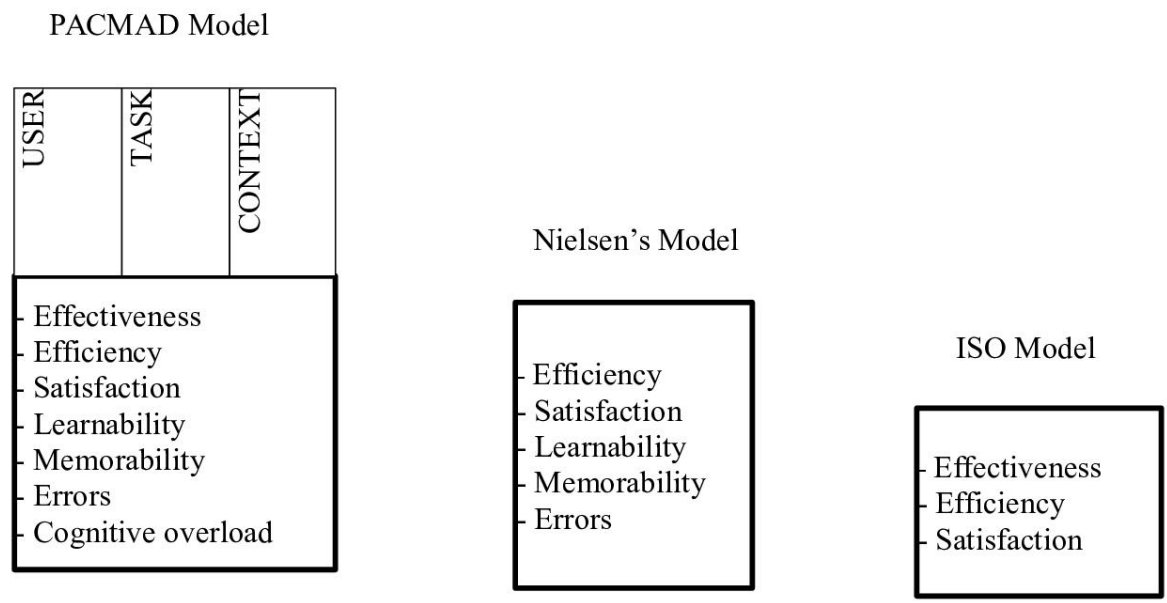 PACMAD Model
USER
TASK
CONTEXT
- Effectiveness
- Efficiency
- Satisfaction
- Learnability
- Memorability
- Errors
- Cognitive overload
Nielsen’s Model
- Efficiency
- Satisfaction
- Learnability
- Memorability
- Errors
ISO Model
- Effectiveness
- Efficiency
- Satisfaction